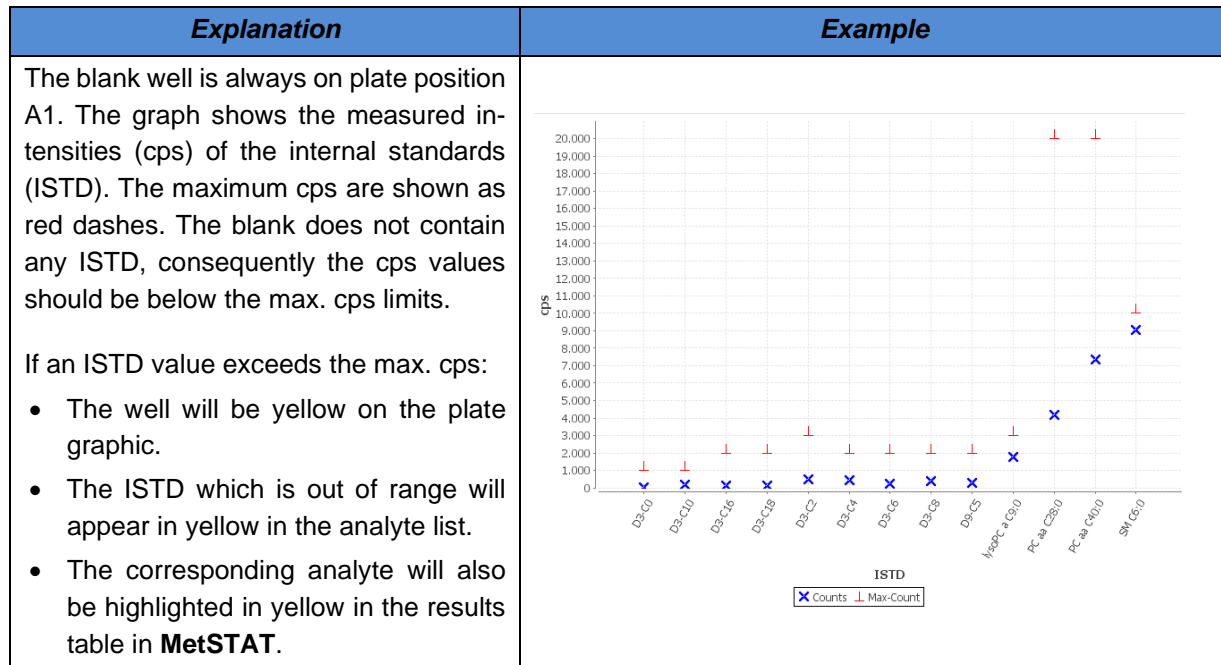 Explanation
Example
The blank well is always on plate position
A1. The graph shows the measured in-
tensities (cps) of the internal standards
(ISTD). The maximum cps are shown as
red dashes. The blank does not contain
any ISTD, consequently the cps values
should be below the max. cps limits.
If an ISTD value exceeds the max. cps:
• The well will be yellow on the plate
graphic.
• The ISTD which is out of range will
appear in yellow in the analyte list.
• The corresponding analyte will also
be highlighted in yellow in the results
table in MetSTAT.
cps
20.000
19.000
18.000
17.000
16.000
15.000
14.000
13.000
12.000
11.000
10.000
9.000
8.000
7.000
6.000
5.000
4.000
3.000
2.000
1.000
0
D3-C0
D3-C10
D3-C16
D3-C18
D3-C2
D3-C4
D3-C6
D3-C8
D9-C5
lysoPC a C9:0
PC aa C28:0
PC aa C40:0
SM C6:0
ISTD
Counts
Max-Count